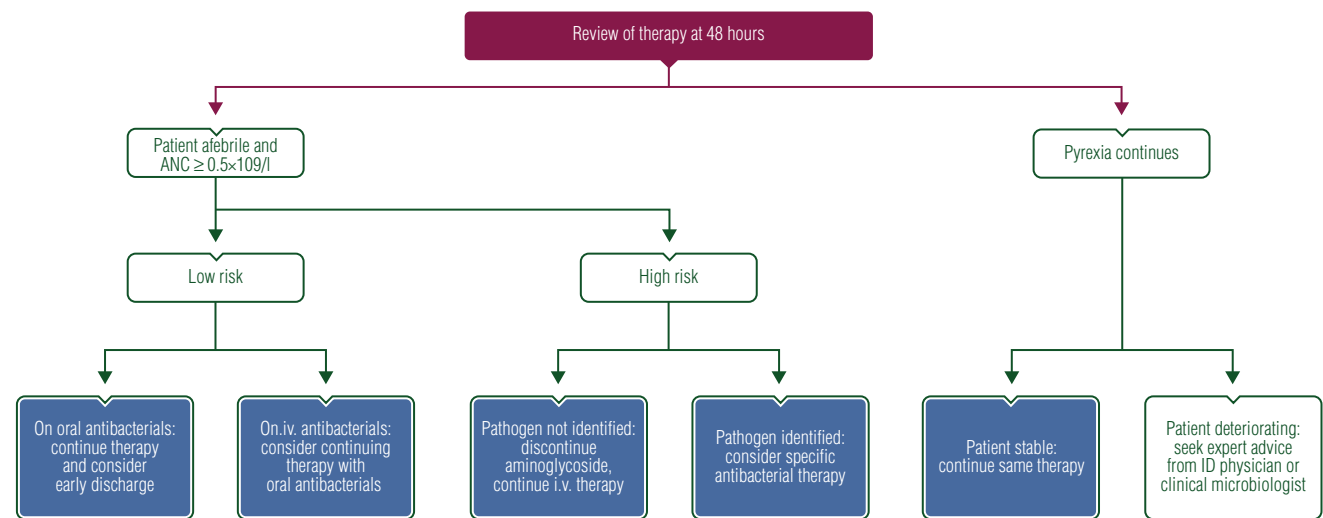 Review of therapy at 48 hours
Patient afebrile and
ANC ≥ 0.5×109/l
Pyrexia continues
Low risk
High risk
On oral antibacterials:
continue therapy
and consider
early discharge
On.iv. antibacterials:
consider continuing
therapy with
oral antibacterials
Pathogen not identified:
discontinue
aminoglycoside,
continue i.v. therapy
Pathogen identified:
consider specific
antibacterial therapy
Patient stable:
continue same therapy
Patient deteriorating:
seek expert advice
from ID physician or
clinical microbiologist